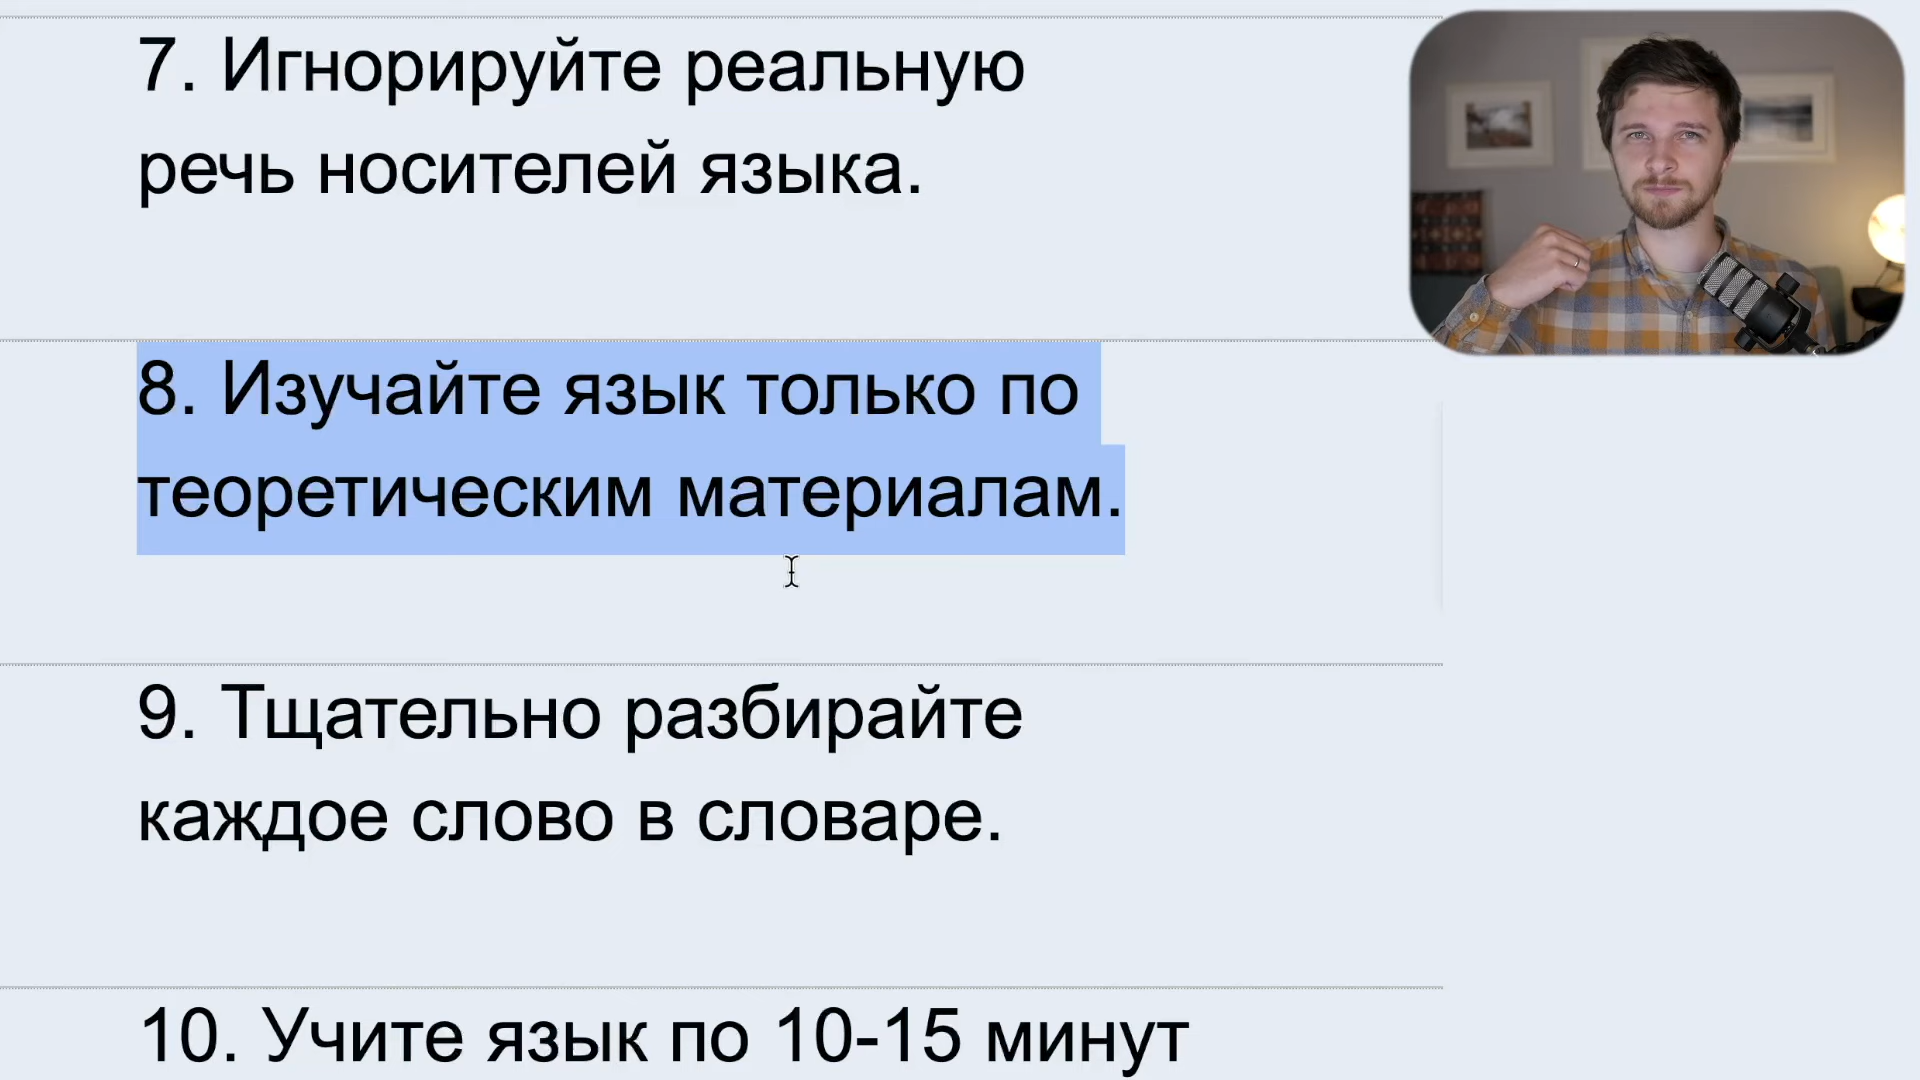 7. Игнорируйте реальную
речь носителей языка.
8. Изучайте язык только по
теоретическим материалам.
9. Тщательно разбирайте
каждое слово в словаре.
10. Учите язык по 10-15 минут